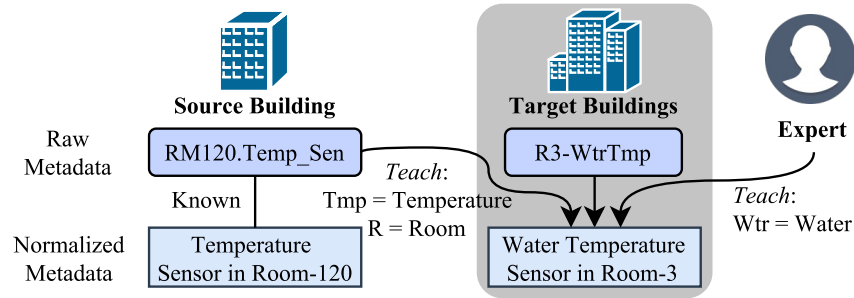 Source Building
Target Buildings
Expert
Raw
Metadata
RM120.Temp_Sen
R3-WtrTmp
Known
Teach:
Tmp = Temperature
R = Room
Teach:
Wtr = Water
Normalized
Metadata
Temperature
Sensor in Room-120
Water Temperature
Sensor in Room-3